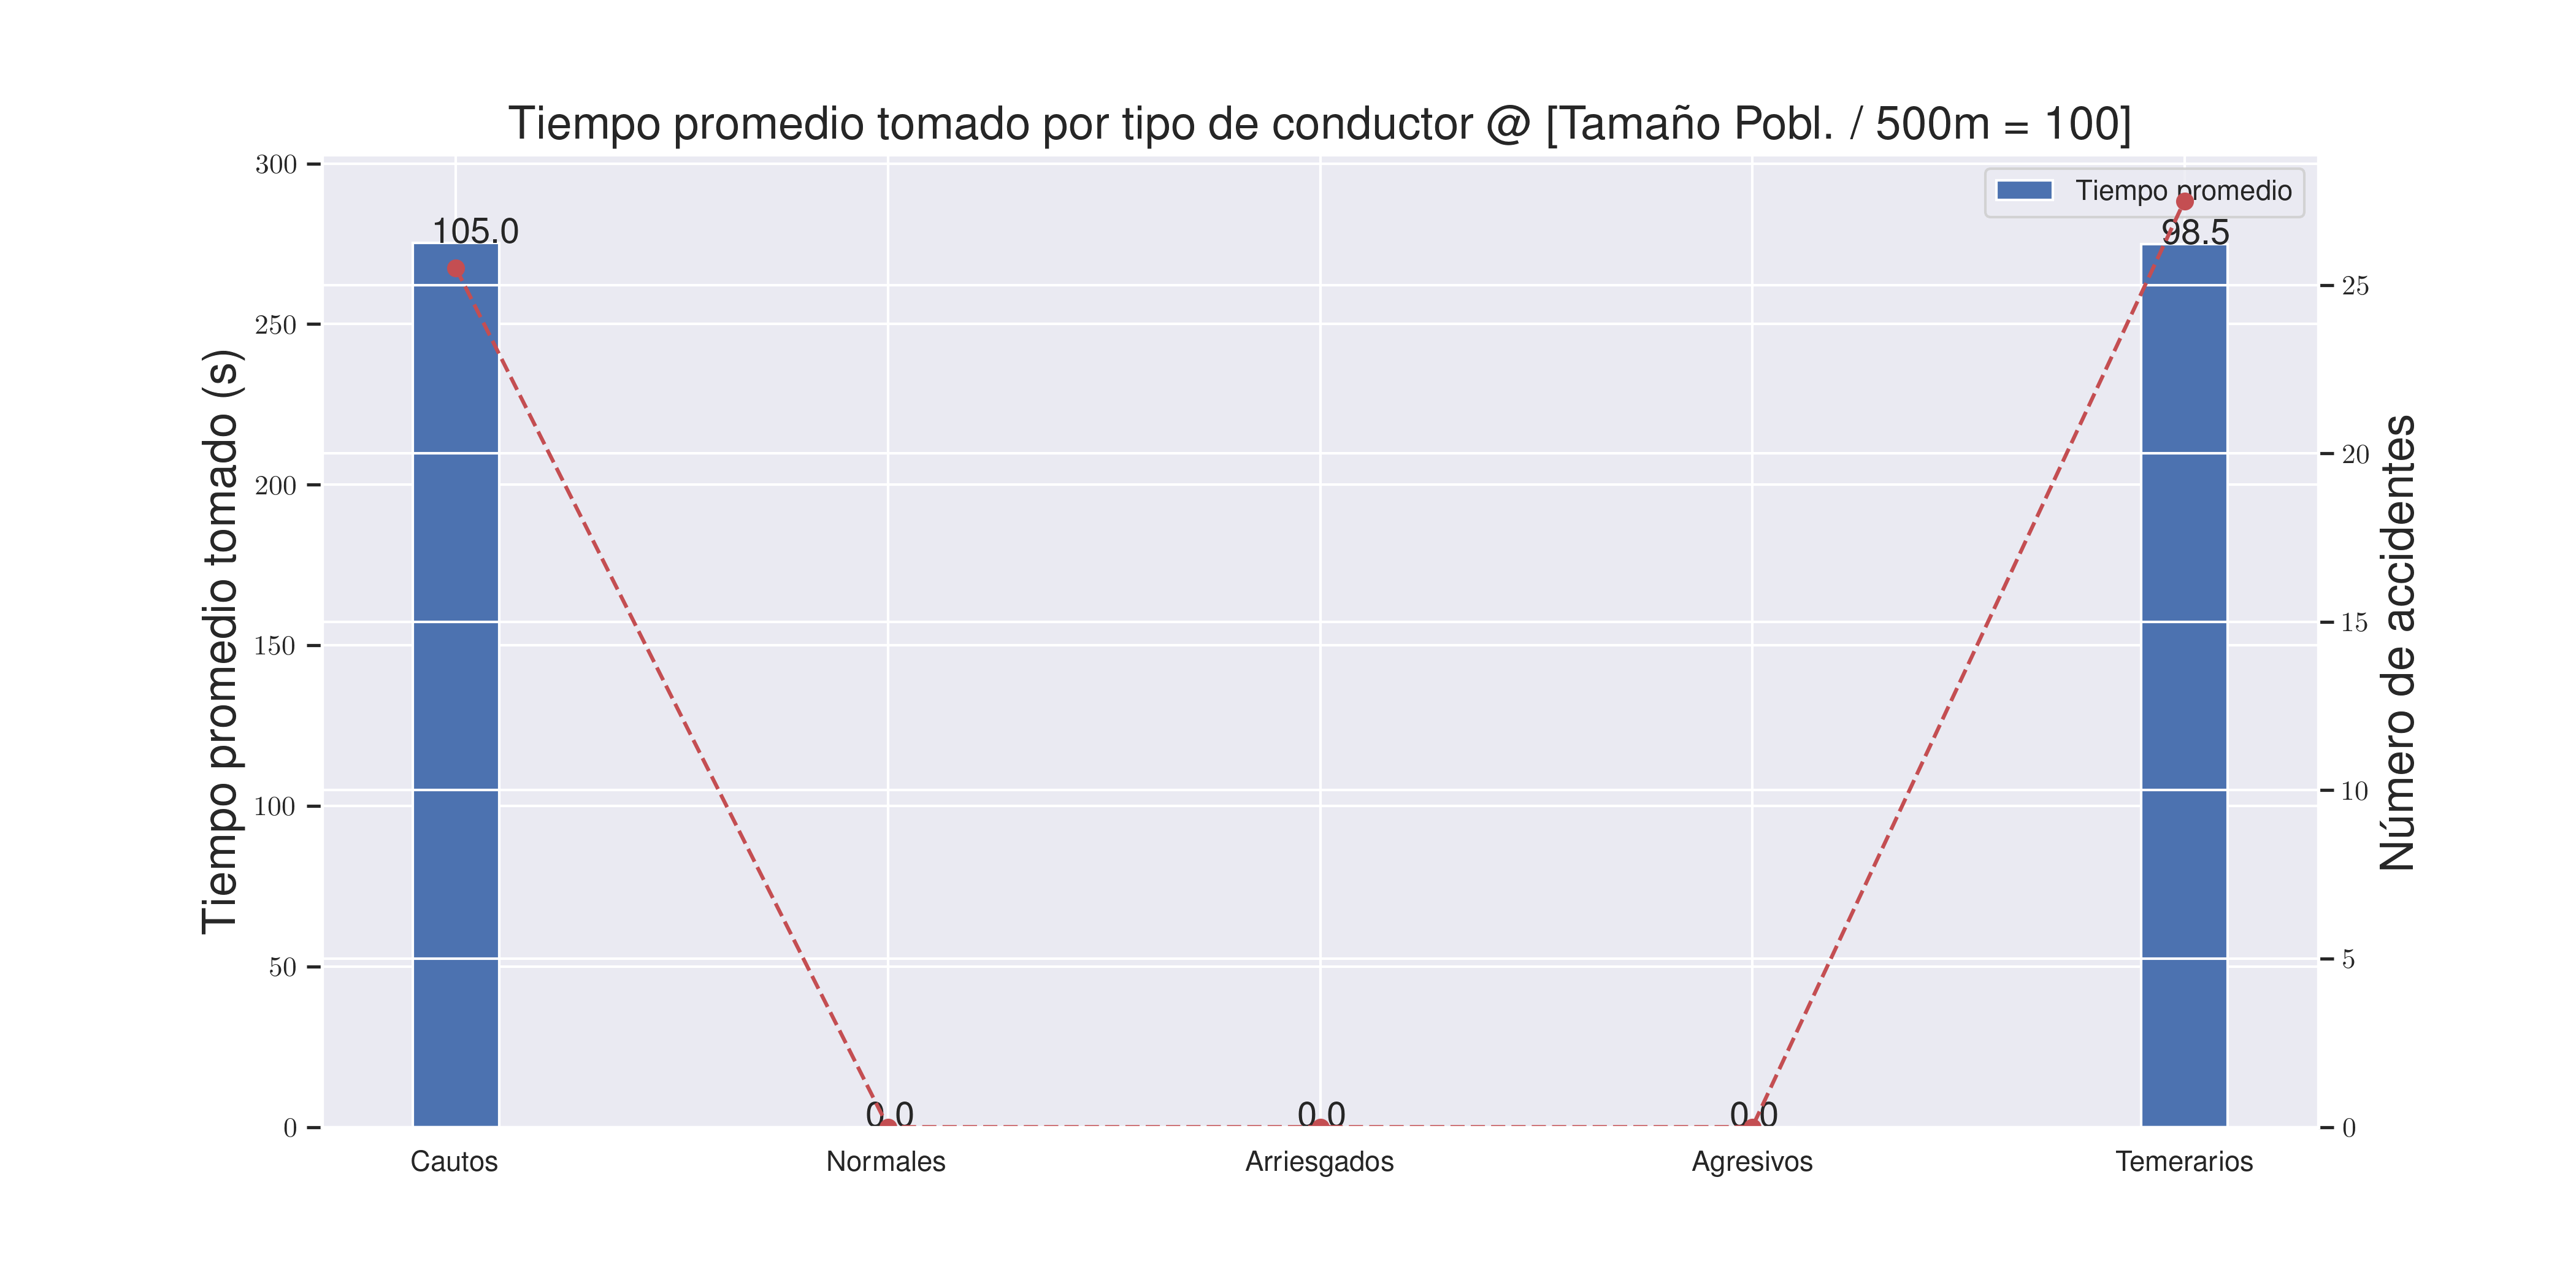 Tiempo promedio tomado por tipo de conductor @ [Tamaño Pobl. / 500m = 100]
Tiempo promedio
105.0
98.5
0.0
0.0
0.0
Tiempo promedio tomado (s)
300
250
200
150
100
50
0
Número de accidentes
25
20
15
10
5
0
Cautos
Normales
Arriesgados
Agresivos
Temerarios